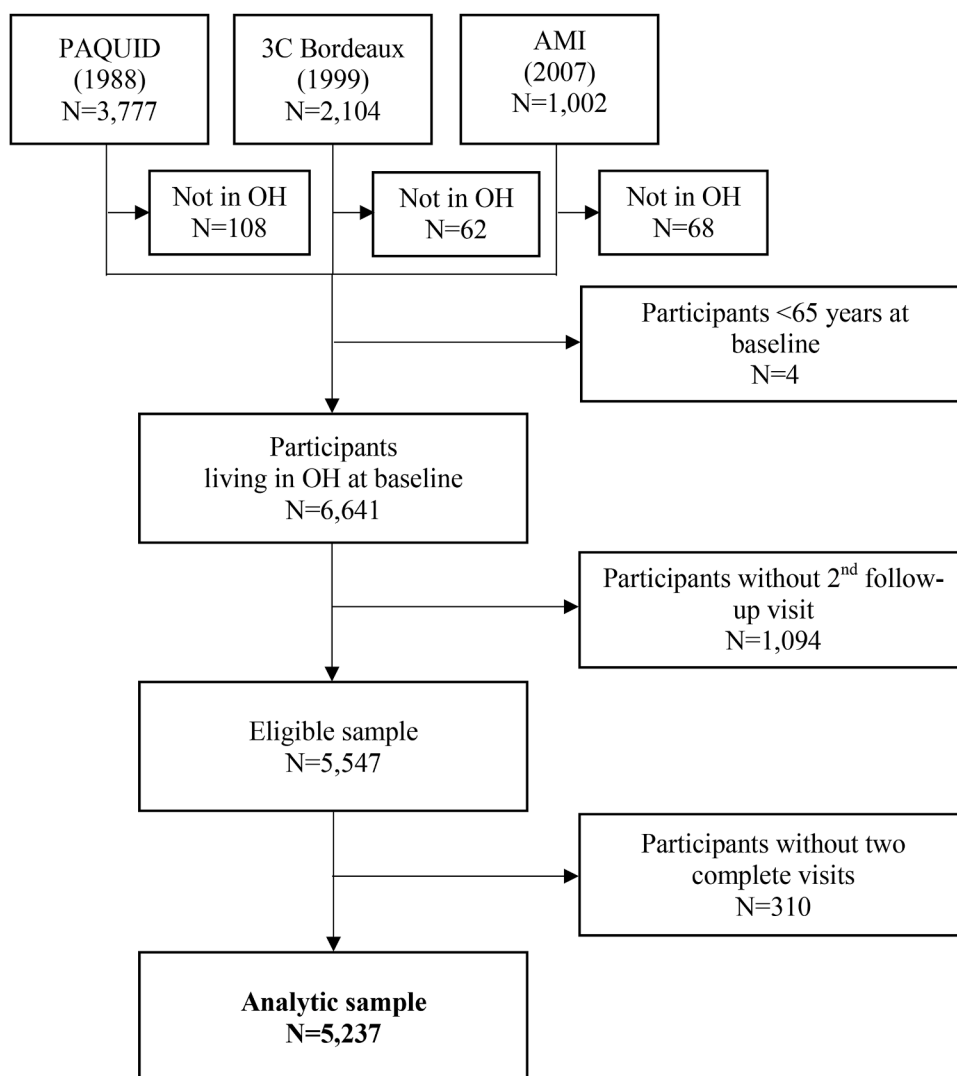 PAQUID
(1988)
N=3,777
3C Bordeaux
(1999)
N=2,104
AMI
(2007)
N=1,002
Not in OH
N=108
Not in OH
N=62
Not in OH
N=68
Participants <65 years at
baseline
N=4
Participants
living in OH at baseline
N=6,641
Participants without 2nd follow-
up visit
N=1,094
Eligible sample
N=5,547
Participants without two
complete visits
N=310
Analytic sample
N=5,237